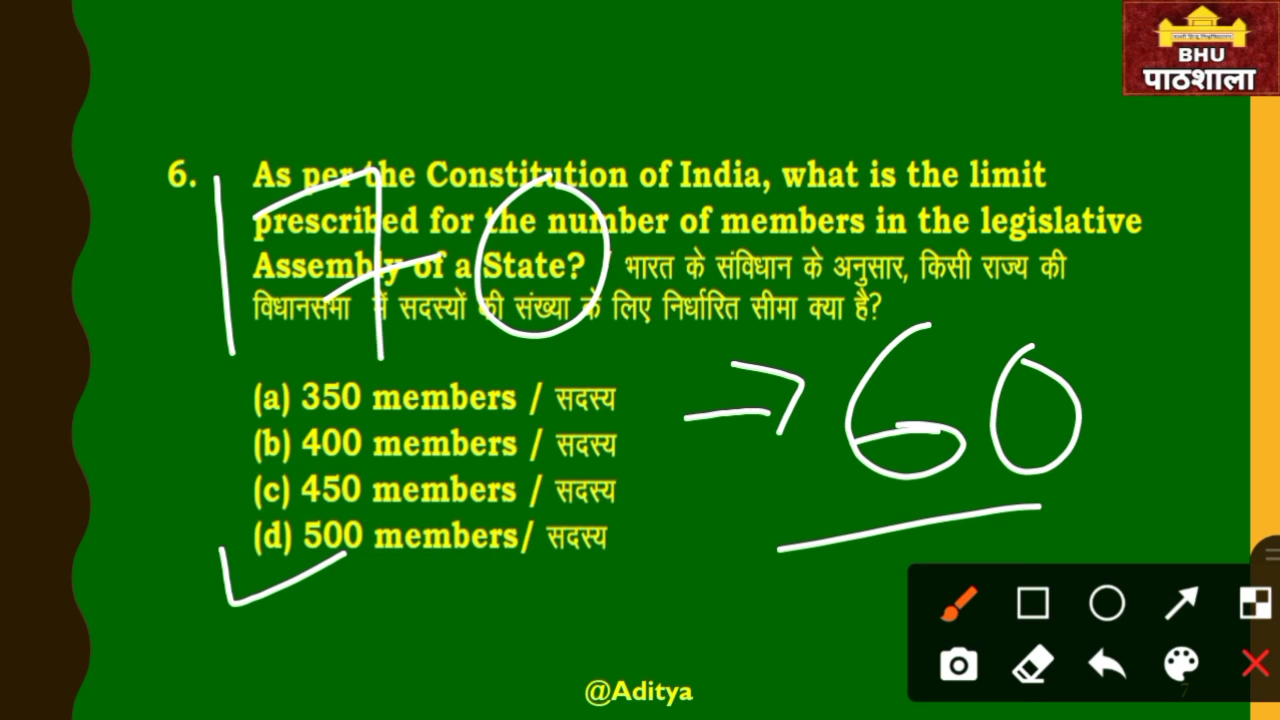 BHU
पाठशाला
6. As per the Constitution of India, what is the limit
prescribed for the number of members in the legislative
Assembly of a State? / भारत के संविधान के अनुसार, किसी राज्य की
विधानसभा में सदस्यों की संख्या के लिए निर्धारित सीमा क्या है?
170
(a) 350 members / सदस्य
(b) 400 members / सदस्य
(c) 450 members / सदस्य
(d) 500 members/ सदस्य
→ 60
@Aditya
7